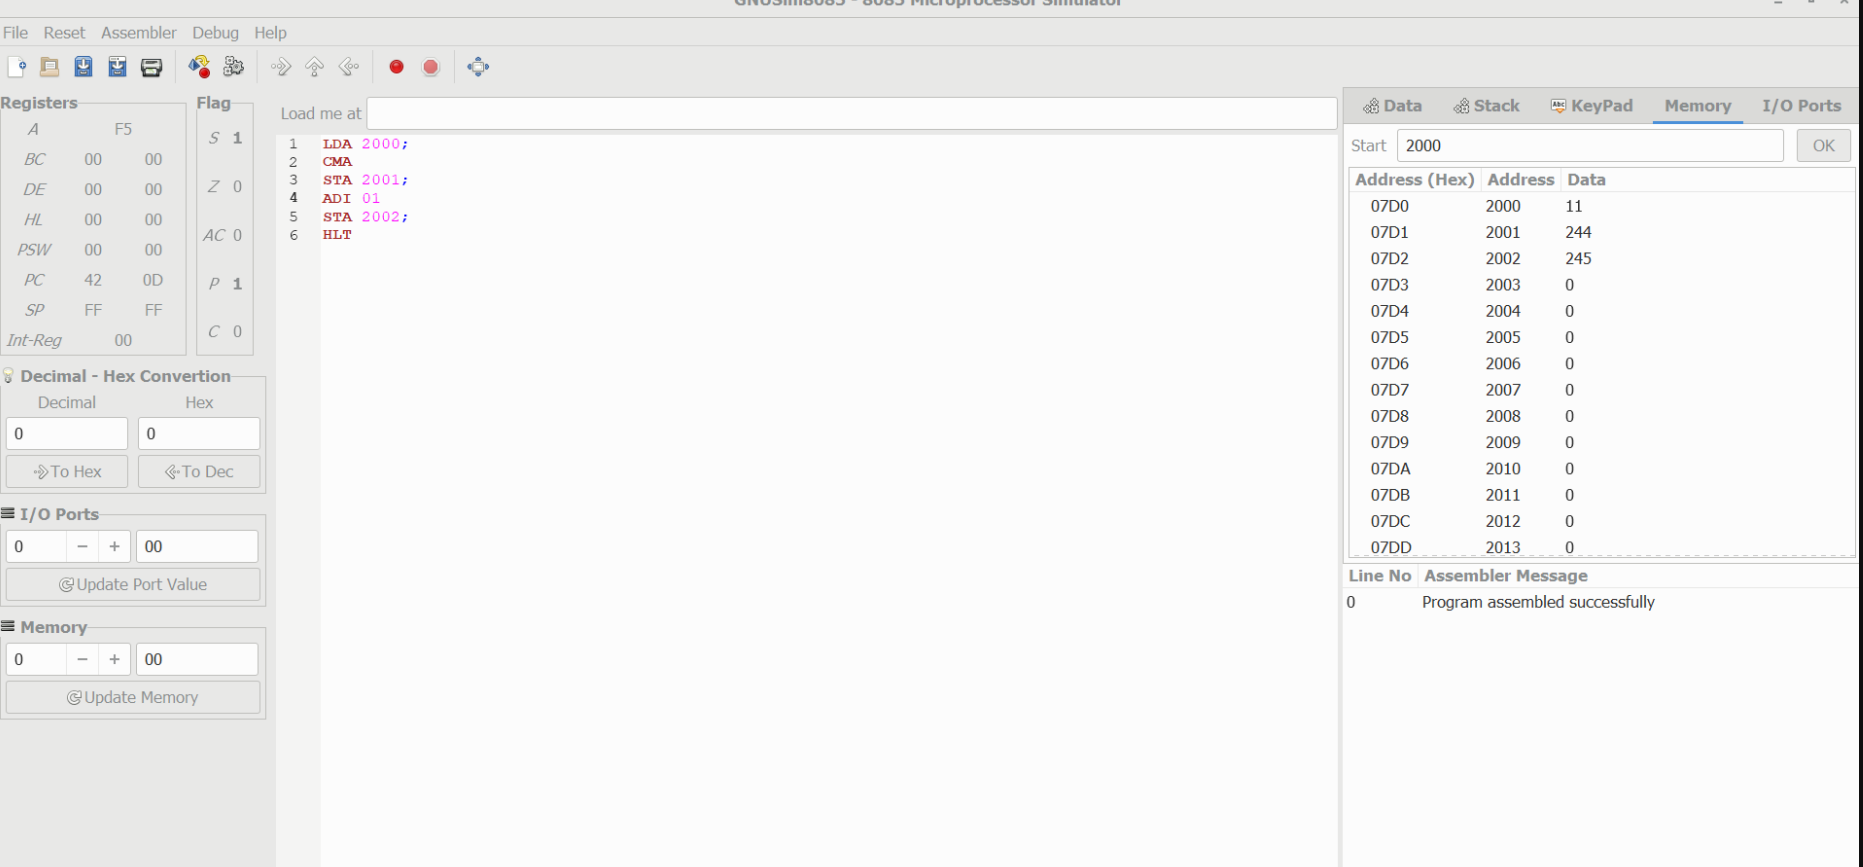 GNUSim8085 - 8085 Microprocessor Simulator
File Reset Assembler Debug Help
Registers
A F5
BC 00 00
DE 00 00
HL 00 00
PSW 00 00
PC 42 0D
SP FF FF
Int-Reg 00
Flag
S 1
Z 0
AC 0
P 1
C 0
Decimal - Hex Convertion
Decimal Hex
0 0
To Hex To Dec
I/O Ports
0 − + 00
Update Port Value
Memory
0 − + 00
Update Memory
Load me at
1 LDA 2000;
2 CMA
3 STA 2001;
4 ADI 01
5 STA 2002;
6 HLT
Data Stack KeyPad Memory I/O Ports
Start 2000 OK
Address (Hex) Address Data
07D0 2000 11
07D1 2001 244
07D2 2002 245
07D3 2003 0
07D4 2004 0
07D5 2005 0
07D6 2006 0
07D7 2007 0
07D8 2008 0
07D9 2009 0
07DA 2010 0
07DB 2011 0
07DC 2012 0
07DD 2013 0
Line No Assembler Message
0 Program assembled successfully